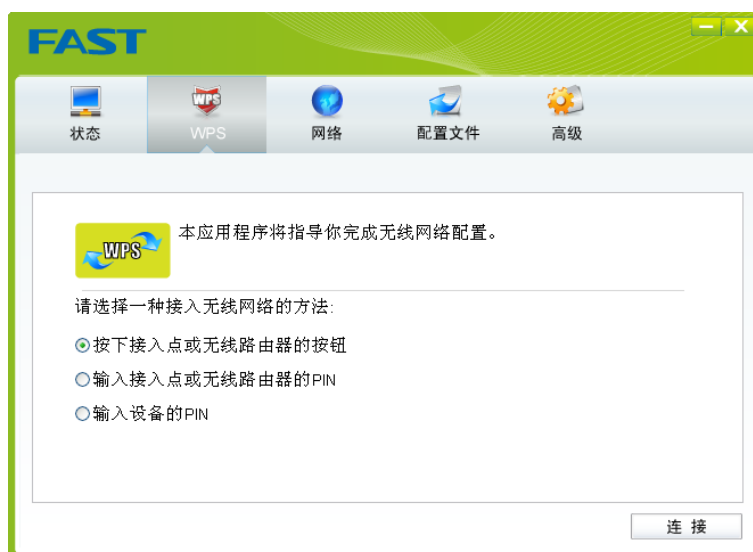 FAST
状态
WPS
WPS
网络
配置文件
高级
WPS
本应用程序将指导你完成无线网络配置。
请选择一种接入无线网络的方法:
按下接入点或无线路由器的按钮
输入接入点或无线路由器的PIN
输入设备的PIN
连 接